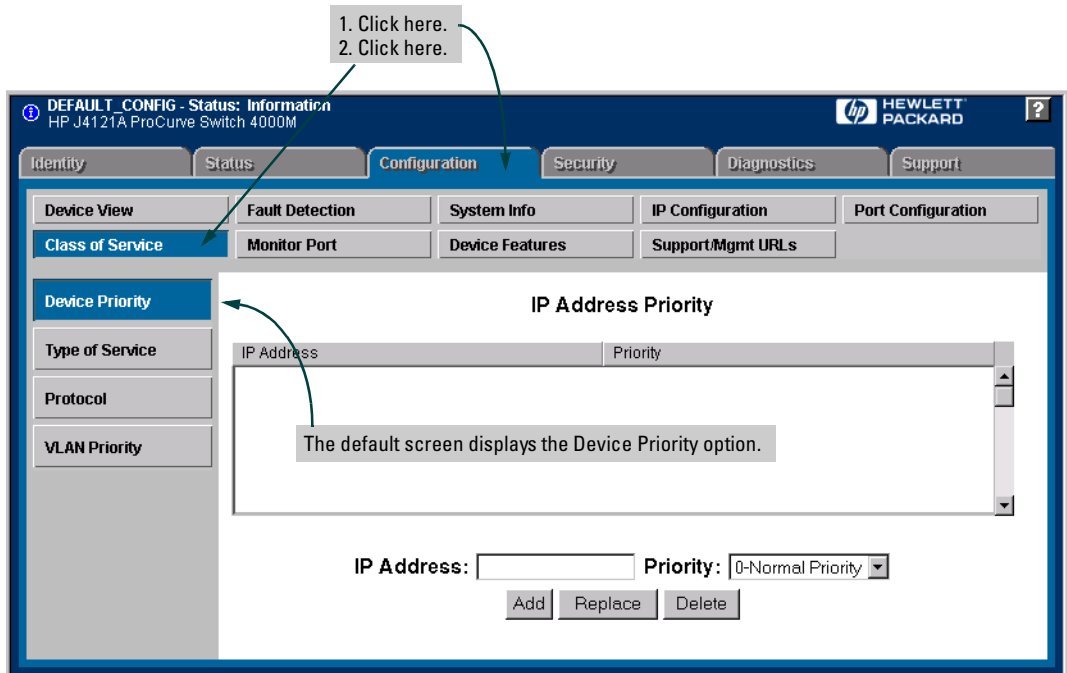 1. Click here.
2. Click here.
DEFAULT_CONFIG - Status: Information
HP J4121A ProCurve Switch 4000M
hp HEWLETT PACKARD
?
Identity Status Configuration Security Diagnostics Support
Device View Fault Detection System Info IP Configuration Port Configuration
Class of Service Monitor Port Device Features Support/Mgmt URLs
Device Priority
Type of Service
Protocol
VLAN Priority
IP Address Priority
IP Address Priority
The default screen displays the Device Priority option.
IP Address: Priority: 0-Normal Priority
Add Replace Delete